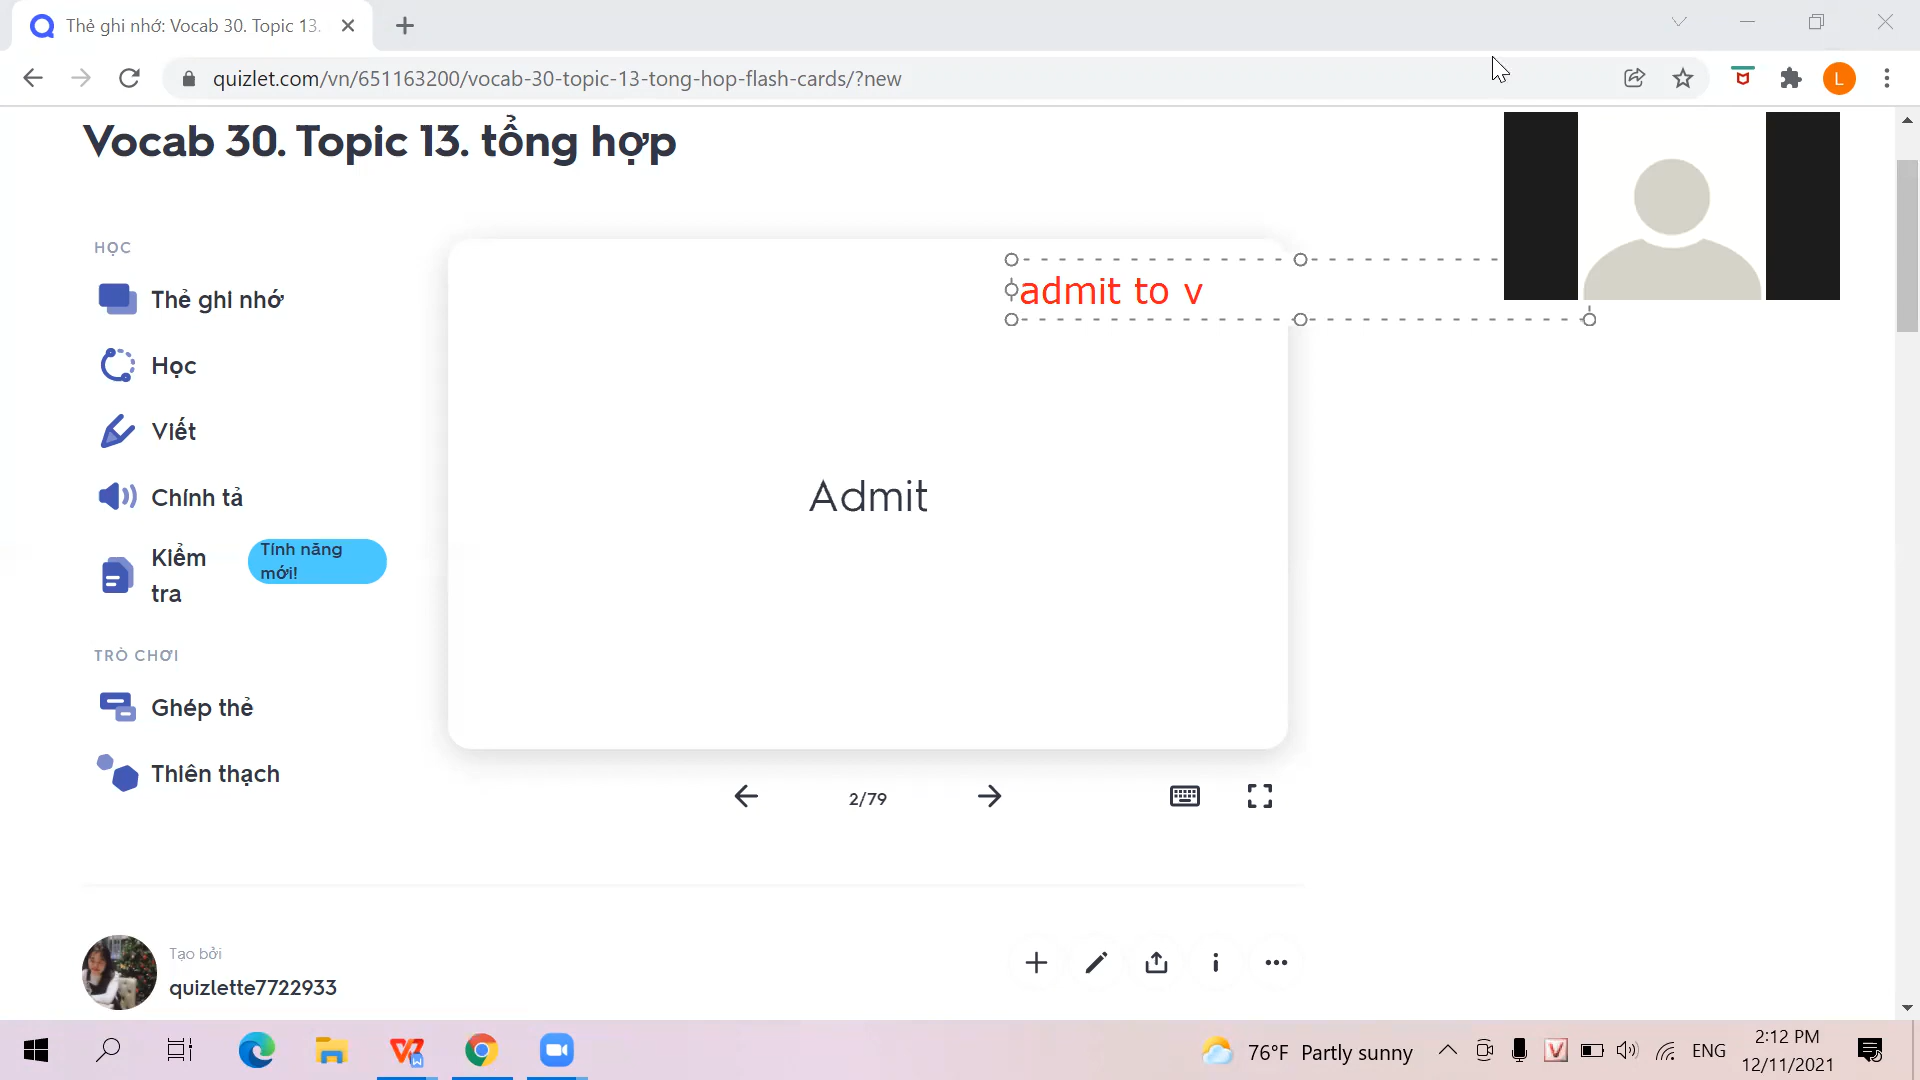 Thẻ ghi nhớ: Vocab 30. Topic 13.
quizlet.com/vn/651163200/vocab-30-topic-13-tong-hop-flash-cards/?new
L
Vocab 30. Topic 13. tổng hợp
HỌC
Thẻ ghi nhớ
Học
Viết
Chính tả
Kiểm
tra
Tính năng
mới!
TRÒ CHƠI
Ghép thẻ
Thiên thạch
admit to v
Admit
2/79
Tạo bởi
quizlette7722933
76°F Partly sunny
ENG
2:12 PM
12/11/2021